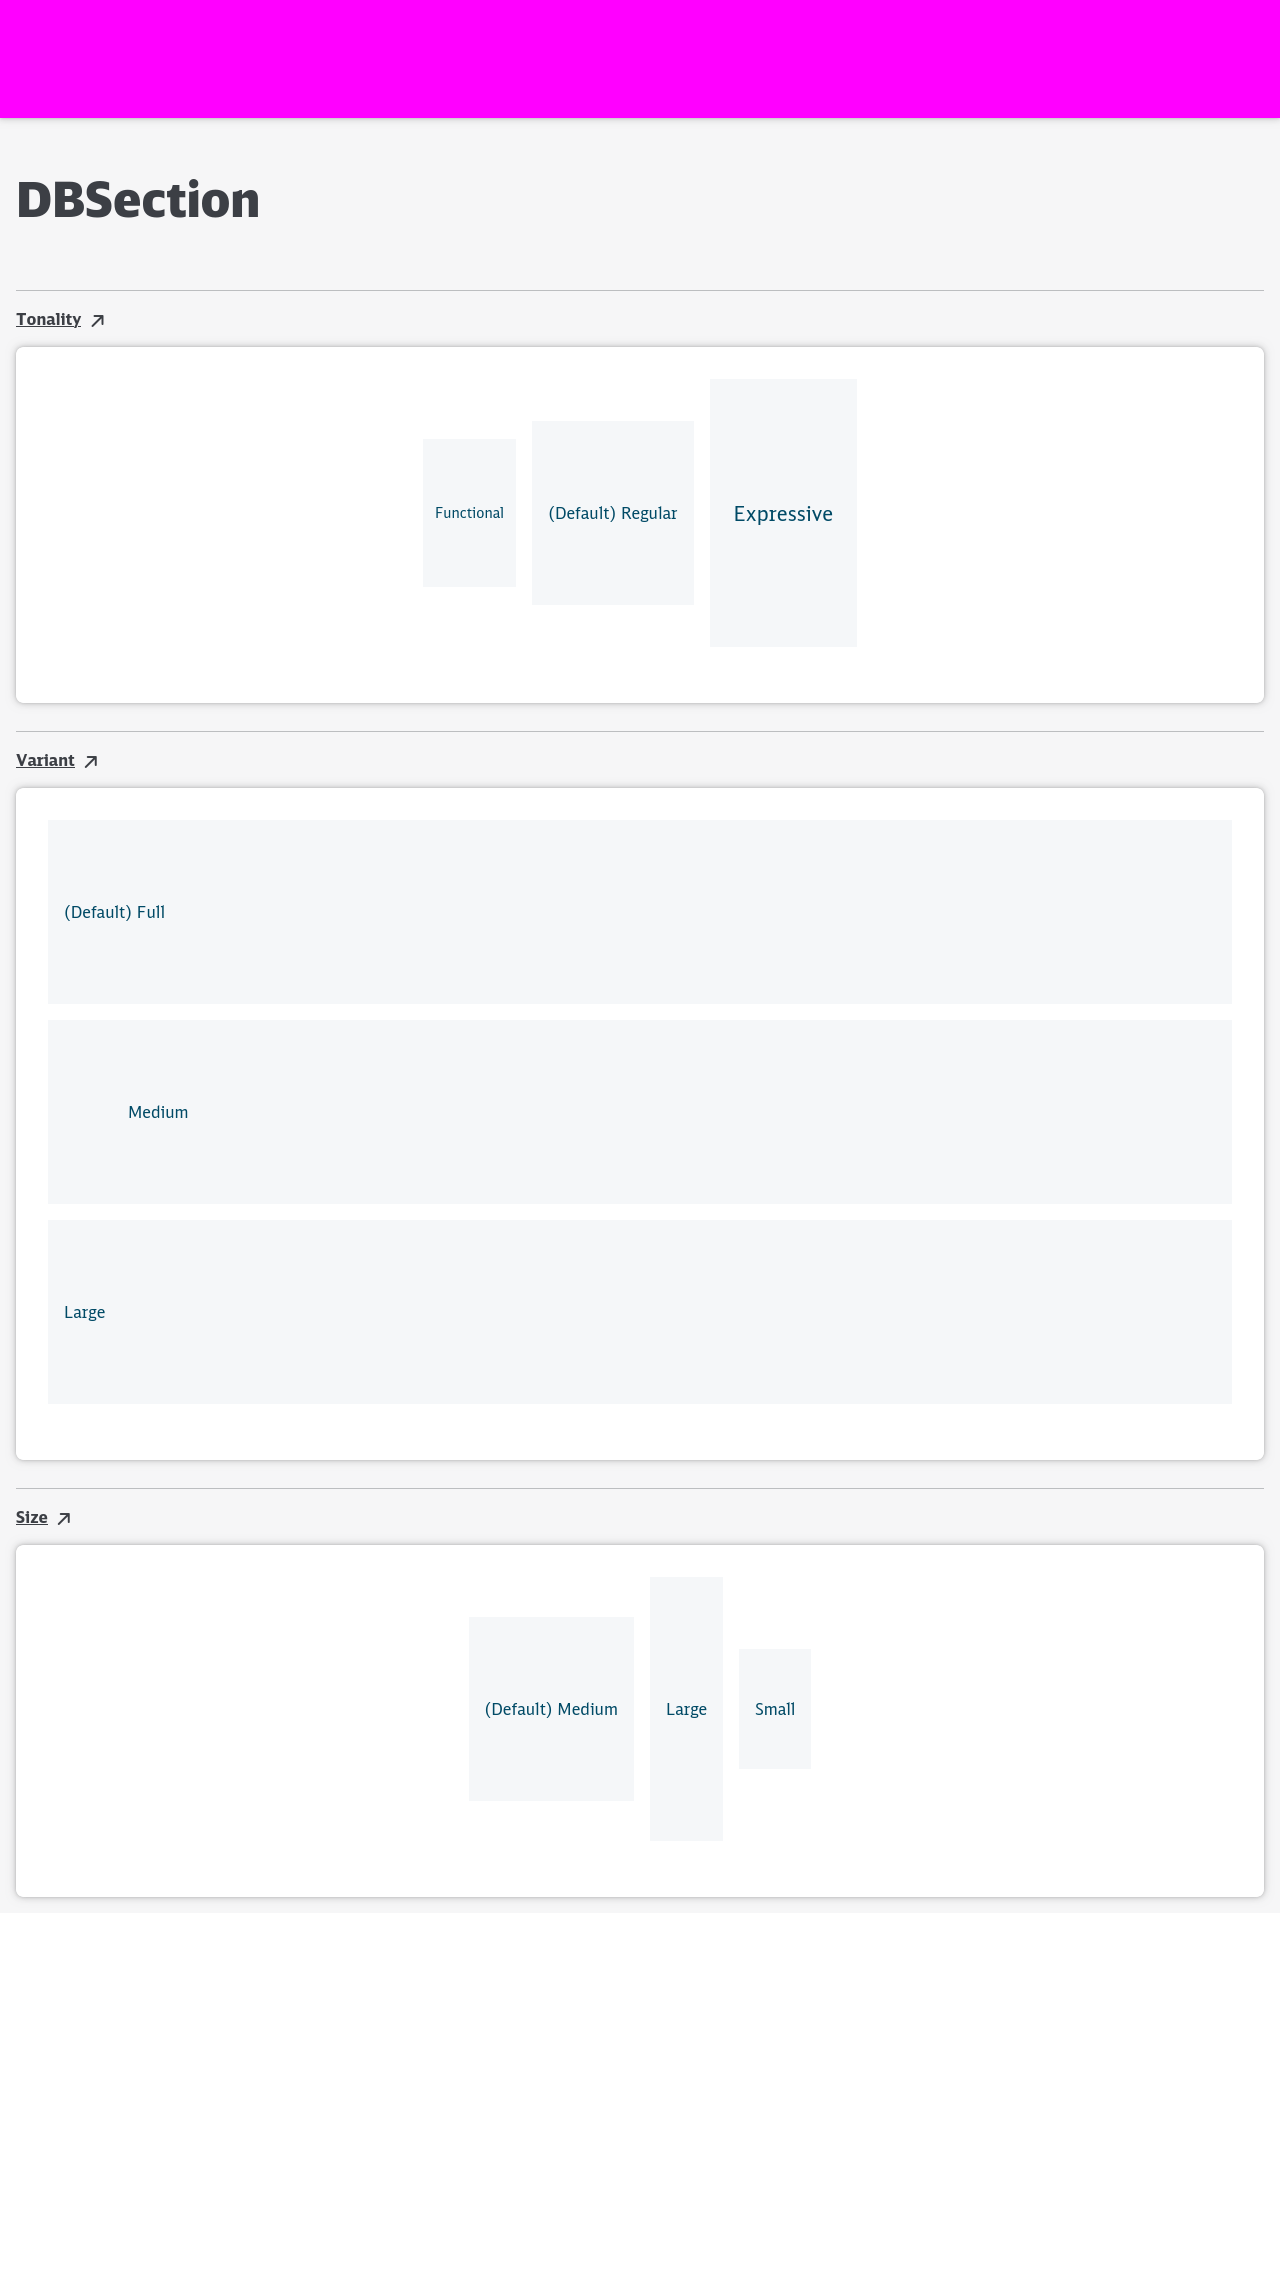 DBSection
Tonality
Functional
(Default) Regular
Expressive
Variant
(Default) Full
Medium
Large
Size
(Default) Medium
Large
Small